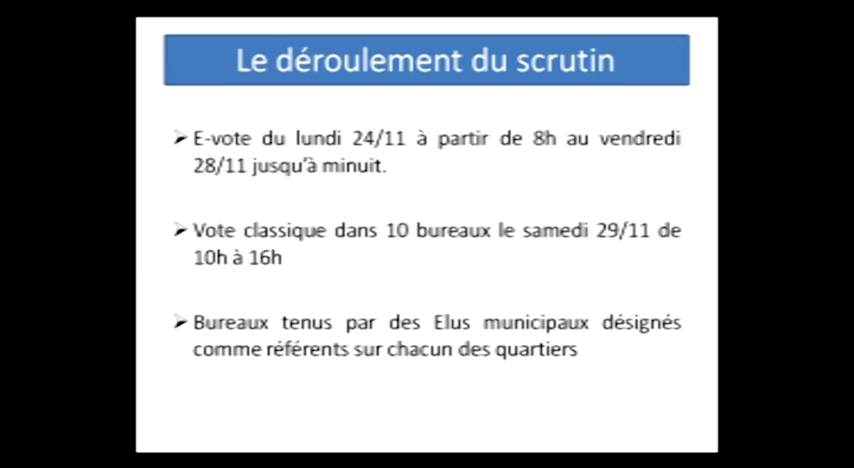 Le déroulement du scrutin
➢ E-vote du lundi 24/11 à partir de 8h au vendredi
28/11 jusqu'à minuit.
➢ Vote classique dans 10 bureaux le samedi 29/11 de
10h à 16h
➢ Bureaux tenus par des Elus municipaux désignés
comme référents sur chacun des quartiers